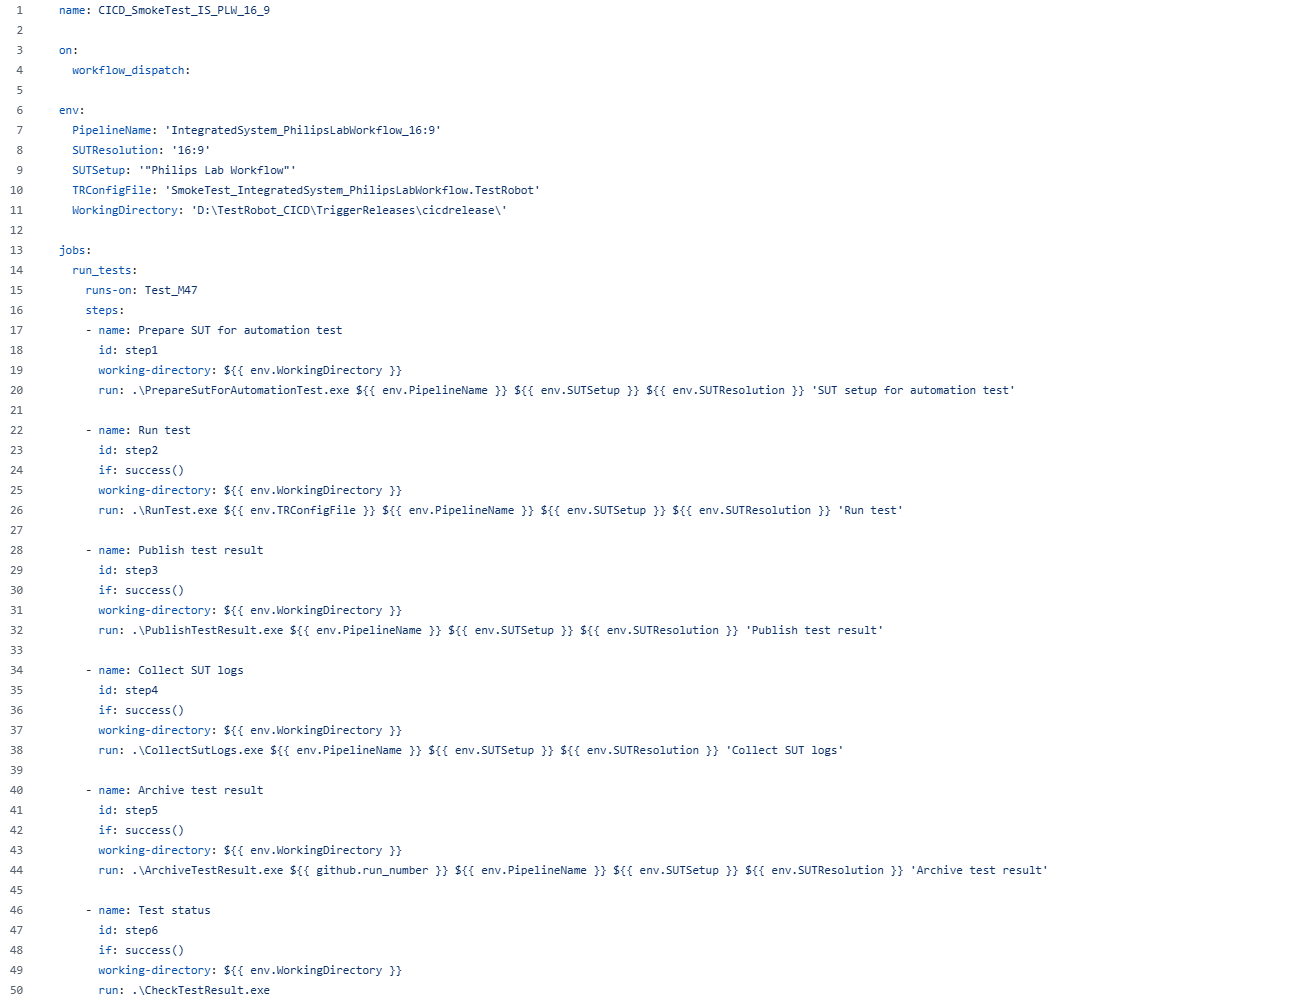 1 name: CICD_SmokeTest_IS_PLW_16_9
2
3 on:
4   workflow_dispatch:
5
6 env:
7   PipelineName: 'IntegratedSystem_PhilipsLabWorkflow_16:9'
8   SUTResolution: '16:9'
9   SUTSetup: '"Philips Lab Workflow"'
10   TRConfigFile: 'SmokeTest_IntegratedSystem_PhilipsLabWorkflow.TestRobot'
11   WorkingDirectory: 'D:\TestRobot_CICD\TriggerReleases\cicdrelease\'
12
13 jobs:
14   run_tests:
15     runs-on: Test_M47
16     steps:
17     - name: Prepare SUT for automation test
18       id: step1
19       working-directory: ${{ env.WorkingDirectory }}
20       run: .\PrepareSutForAutomationTest.exe ${{ env.PipelineName }} ${{ env.SUTSetup }} ${{ env.SUTResolution }} 'SUT setup for automation test'
21
22     - name: Run test
23       id: step2
24       if: success()
25       working-directory: ${{ env.WorkingDirectory }}
26       run: .\RunTest.exe ${{ env.TRConfigFile }} ${{ env.PipelineName }} ${{ env.SUTSetup }} ${{ env.SUTResolution }} 'Run test'
27
28     - name: Publish test result
29       id: step3
30       if: success()
31       working-directory: ${{ env.WorkingDirectory }}
32       run: .\PublishTestResult.exe ${{ env.PipelineName }} ${{ env.SUTSetup }} ${{ env.SUTResolution }} 'Publish test result'
33
34     - name: Collect SUT logs
35       id: step4
36       if: success()
37       working-directory: ${{ env.WorkingDirectory }}
38       run: .\CollectSutLogs.exe ${{ env.PipelineName }} ${{ env.SUTSetup }} ${{ env.SUTResolution }} 'Collect SUT logs'
39
40     - name: Archive test result
41       id: step5
42       if: success()
43       working-directory: ${{ env.WorkingDirectory }}
44       run: .\ArchiveTestResult.exe ${{ github.run_number }} ${{ env.PipelineName }} ${{ env.SUTSetup }} ${{ env.SUTResolution }} 'Archive test result'
45
46     - name: Test status
47       id: step6
48       if: success()
49       working-directory: ${{ env.WorkingDirectory }}
50       run: .\CheckTestResult.exe